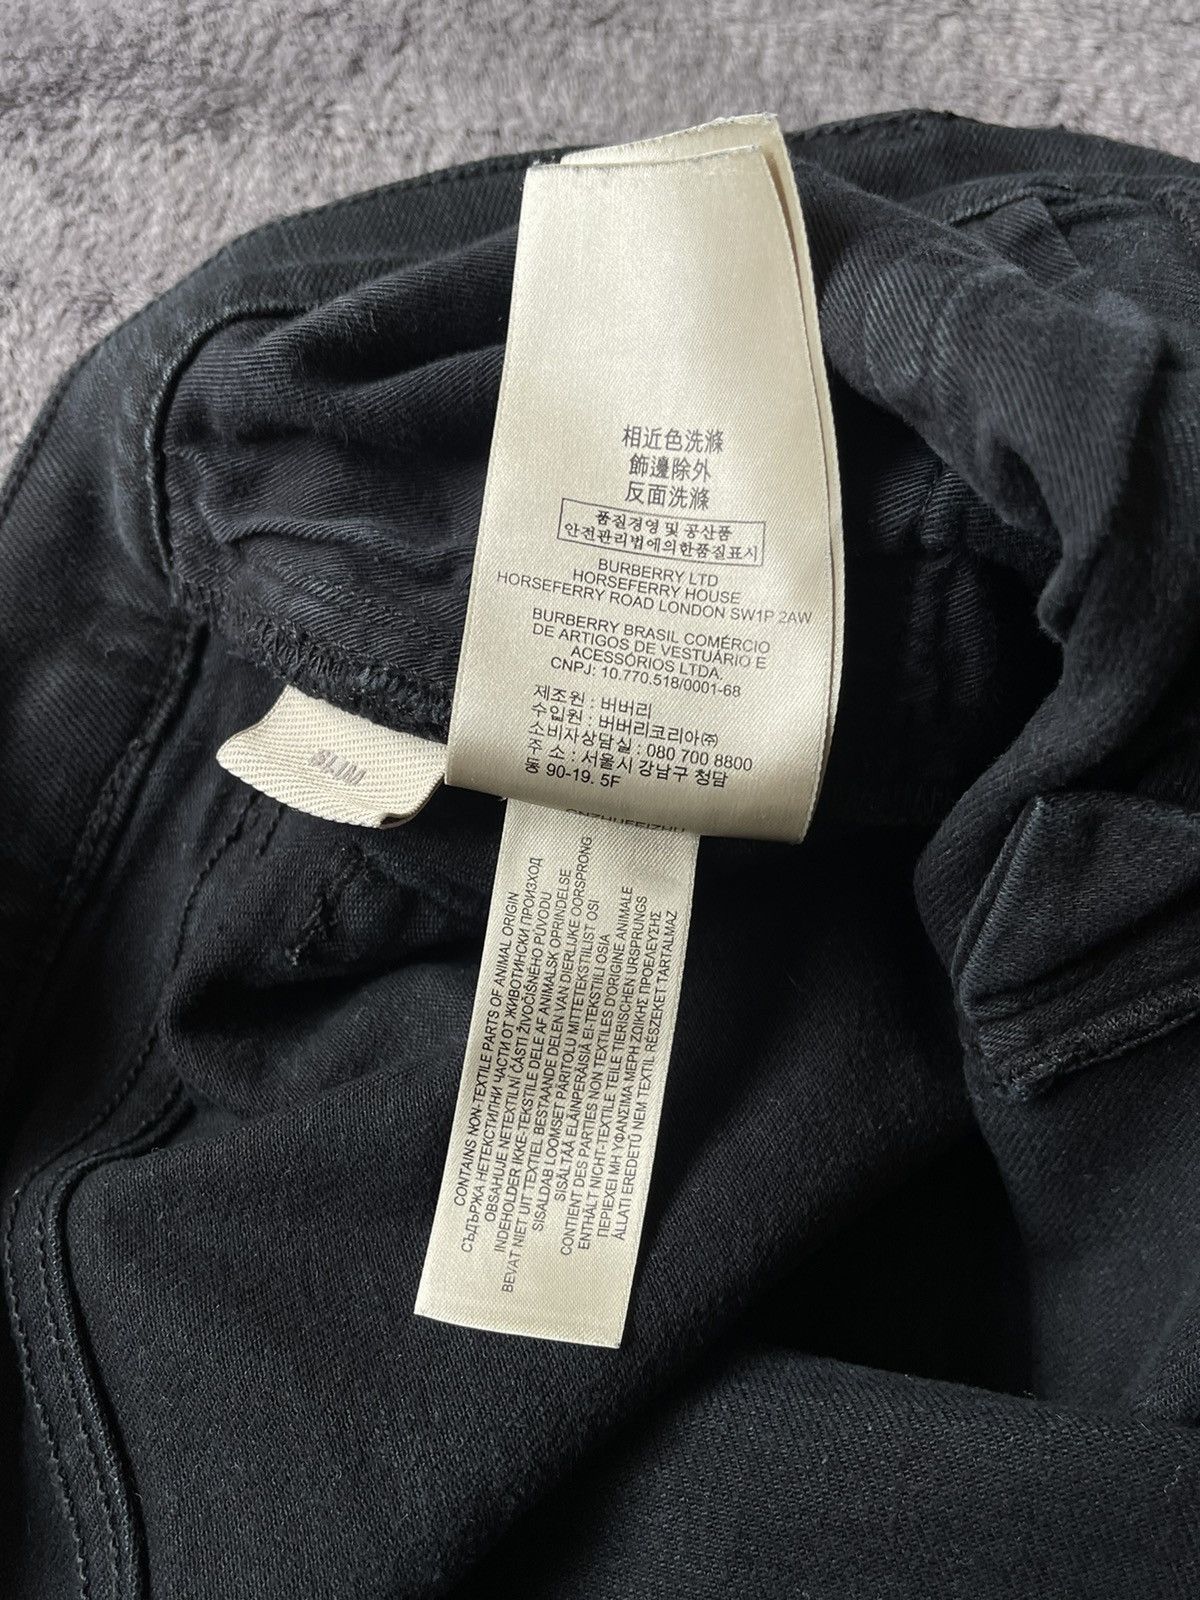 相近色洗滌
飾邊除外
反面洗滌
품질경영 및 공산품
안전관리법에의한품질표시
BURBERRY LTD
HORSEFERRY HOUSE
HORSEFERRY ROAD LONDON SW1P 2AW
BURBERRY BRASIL COMÉRCIO
DE ARTIGOS DE VESTUÁRIO E
ACESSÓRIOS LTDA.
CNPJ: 10.770.518/0001-68
제조원 : 버버리
수입원 : 버버리코리아㈜
소비자상담실 : 080 700 8800
주 소 : 서울시 강남구 청담
동 90-19. 5F
SLIM
CNZHUFEIZHU
CONTAINS NON-TEXTILE PARTS OF ANIMAL ORIGIN
СЪДЪРЖА НЕТЕКСТИЛНИ ЧАСТИ ОТ ЖИВОТИНСКИ ПРОИЗХОД
OBSAHUJE NETEXTILNÍ ČÁSTI ŽIVOČIŠNÉHO PŮVODU
INDEHOLDER IKKE-TEKSTILE DELE AF ANIMALSK OPRINDELSE
BEVAT NIET UIT TEXTIEL BESTAANDE DELEN VAN DIERLIJKE OORSPRONG
SISALDAB LOOMSET PÄRITOLU MITTETEKSTIILIST OSI
SISÄLTÄÄ ELÄINPERÄISIÄ EI-TEKSTIILI OSIA
CONTIENT DES PARTIES NON TEXTILES D'ORIGINE ANIMALE
ENTHÄLT NICHT-TEXTILE TEILE TIERISCHEN URSPRUNGS
ΠΕΡΙΕΧΕΙ ΜΗ ΥΦΑΝΣΙΜΑ ΜΕΡΗ ΖΩΙΚΗΣ ΠΡΟΕΛΕΥΣΗΣ
ÁLLATI EREDETŰ NEM TEXTIL RÉSZEKET TARTALMAZ